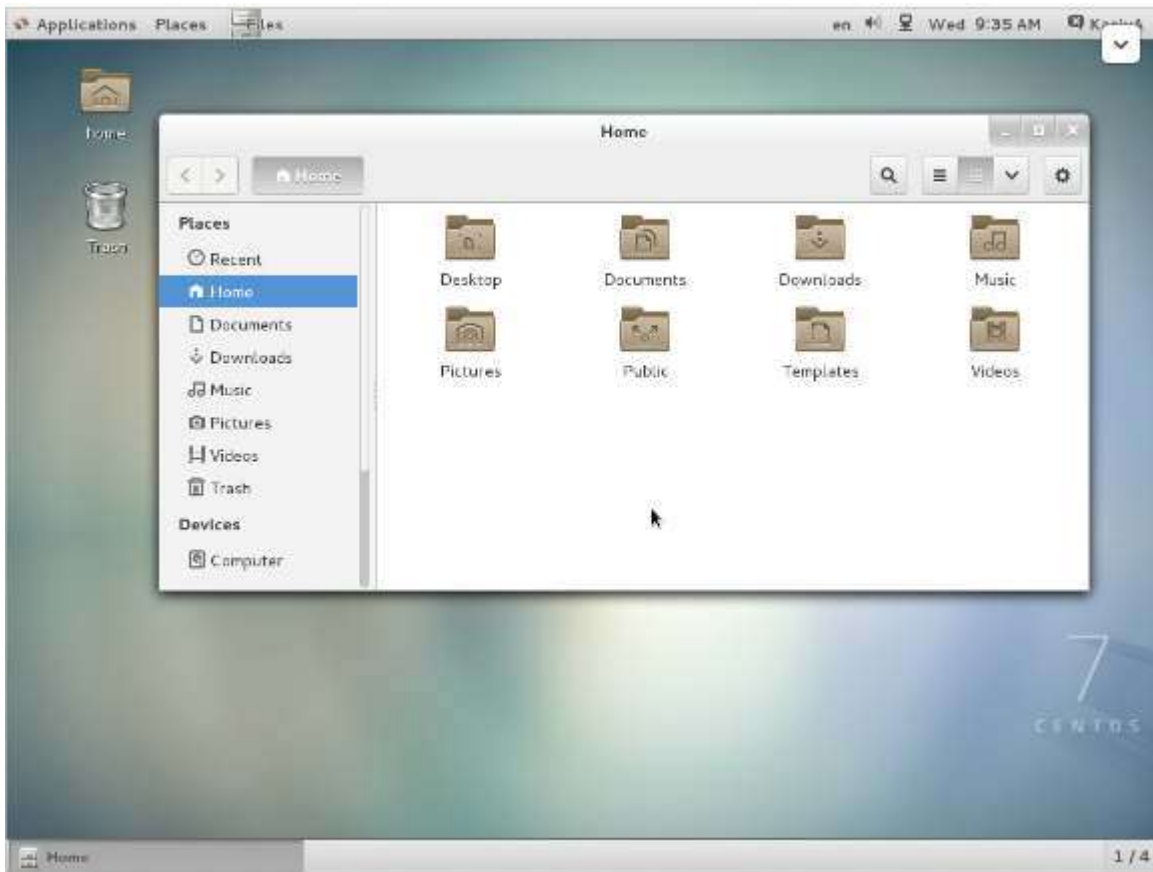 Applications Places Files en Wed 9:35 AM
home
Trash
Home
Home
Places
Recent
Home
Documents
Downloads
Music
Pictures
Videos
Trash
Devices
Computer
Desktop Documents Downloads Music
Pictures Public Templates Videos
7
CENTOS
Home 1 / 4